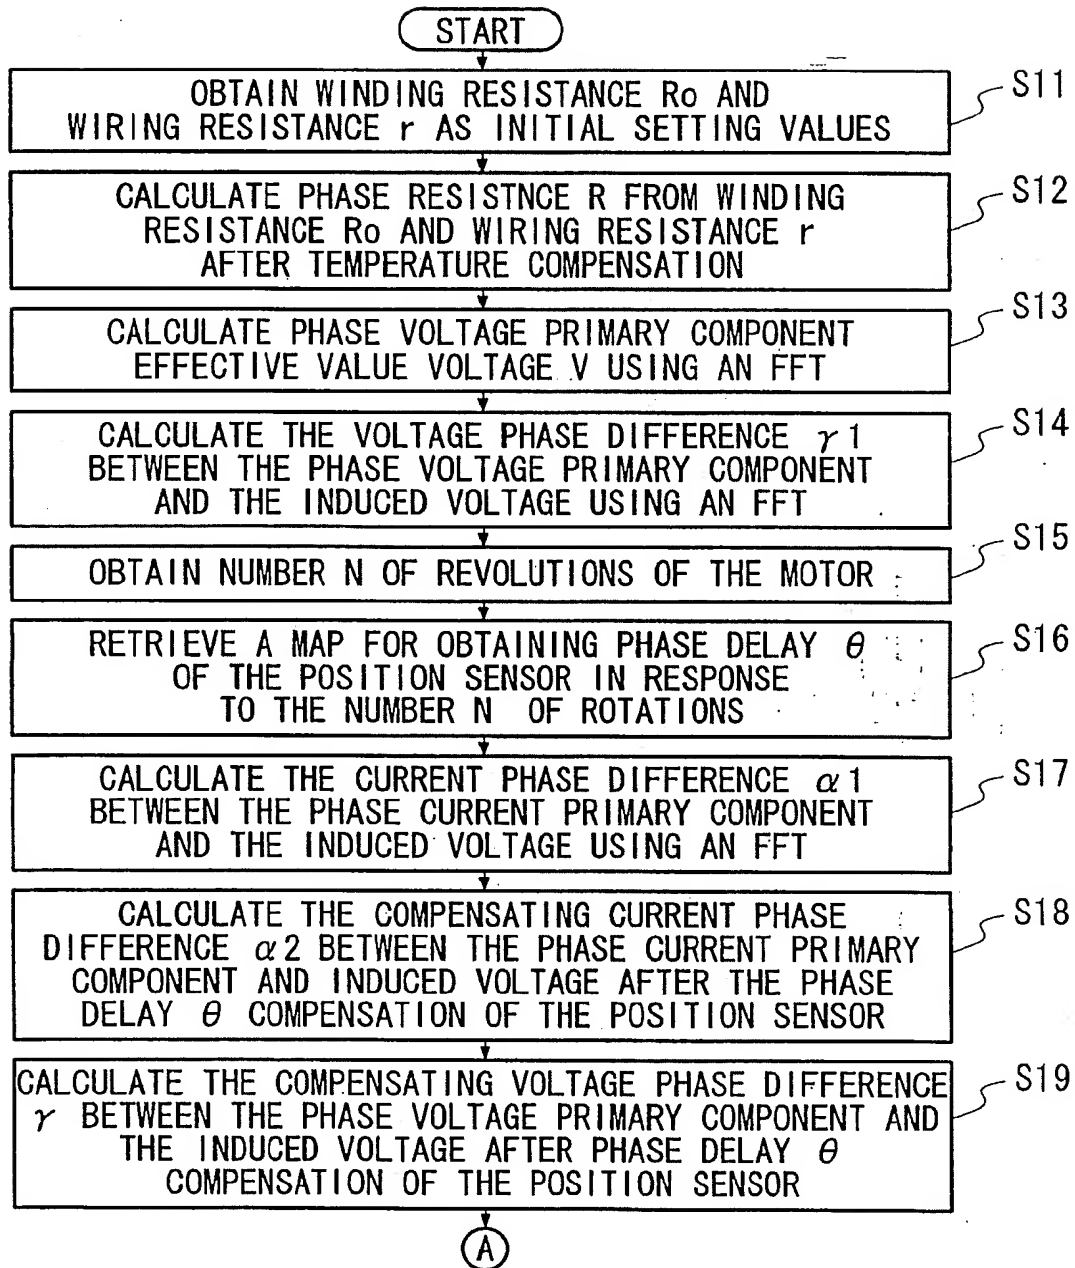 START
OBTAIN WINDING RESISTANCE Ro AND
WIRING RESISTANCE r AS INITIAL SETTING VALUES
S11
CALCULATE PHASE RESISTNCE R FROM WINDING
RESISTANCE Ro AND WIRING RESISTANCE r
AFTER TEMPERATURE COMPENSATION
S12
CALCULATE PHASE VOLTAGE PRIMARY COMPONENT
EFFECTIVE VALUE VOLTAGE V USING AN FFT
S13
CALCULATE THE VOLTAGE PHASE DIFFERENCE γ1
BETWEEN THE PHASE VOLTAGE PRIMARY COMPONENT
AND THE INDUCED VOLTAGE USING AN FFT
S14
OBTAIN NUMBER N OF REVOLUTIONS OF THE MOTOR
S15
RETRIEVE A MAP FOR OBTAINING PHASE DELAY θ
OF THE POSITION SENSOR IN RESPONSE
TO THE NUMBER N OF ROTATIONS
S16
CALCULATE THE CURRENT PHASE DIFFERENCE α1
BETWEEN THE PHASE CURRENT PRIMARY COMPONENT
AND THE INDUCED VOLTAGE USING AN FFT
S17
CALCULATE THE COMPENSATING CURRENT PHASE
DIFFERENCE α2 BETWEEN THE PHASE CURRENT PRIMARY
COMPONENT AND INDUCED VOLTAGE AFTER THE PHASE
DELAY θ COMPENSATION OF THE POSITION SENSOR
S18
CALCULATE THE COMPENSATING VOLTAGE PHASE DIFFERENCE
γ BETWEEN THE PHASE VOLTAGE PRIMARY COMPONENT AND
THE INDUCED VOLTAGE AFTER PHASE DELAY θ
COMPENSATION OF THE POSITION SENSOR
S19
A